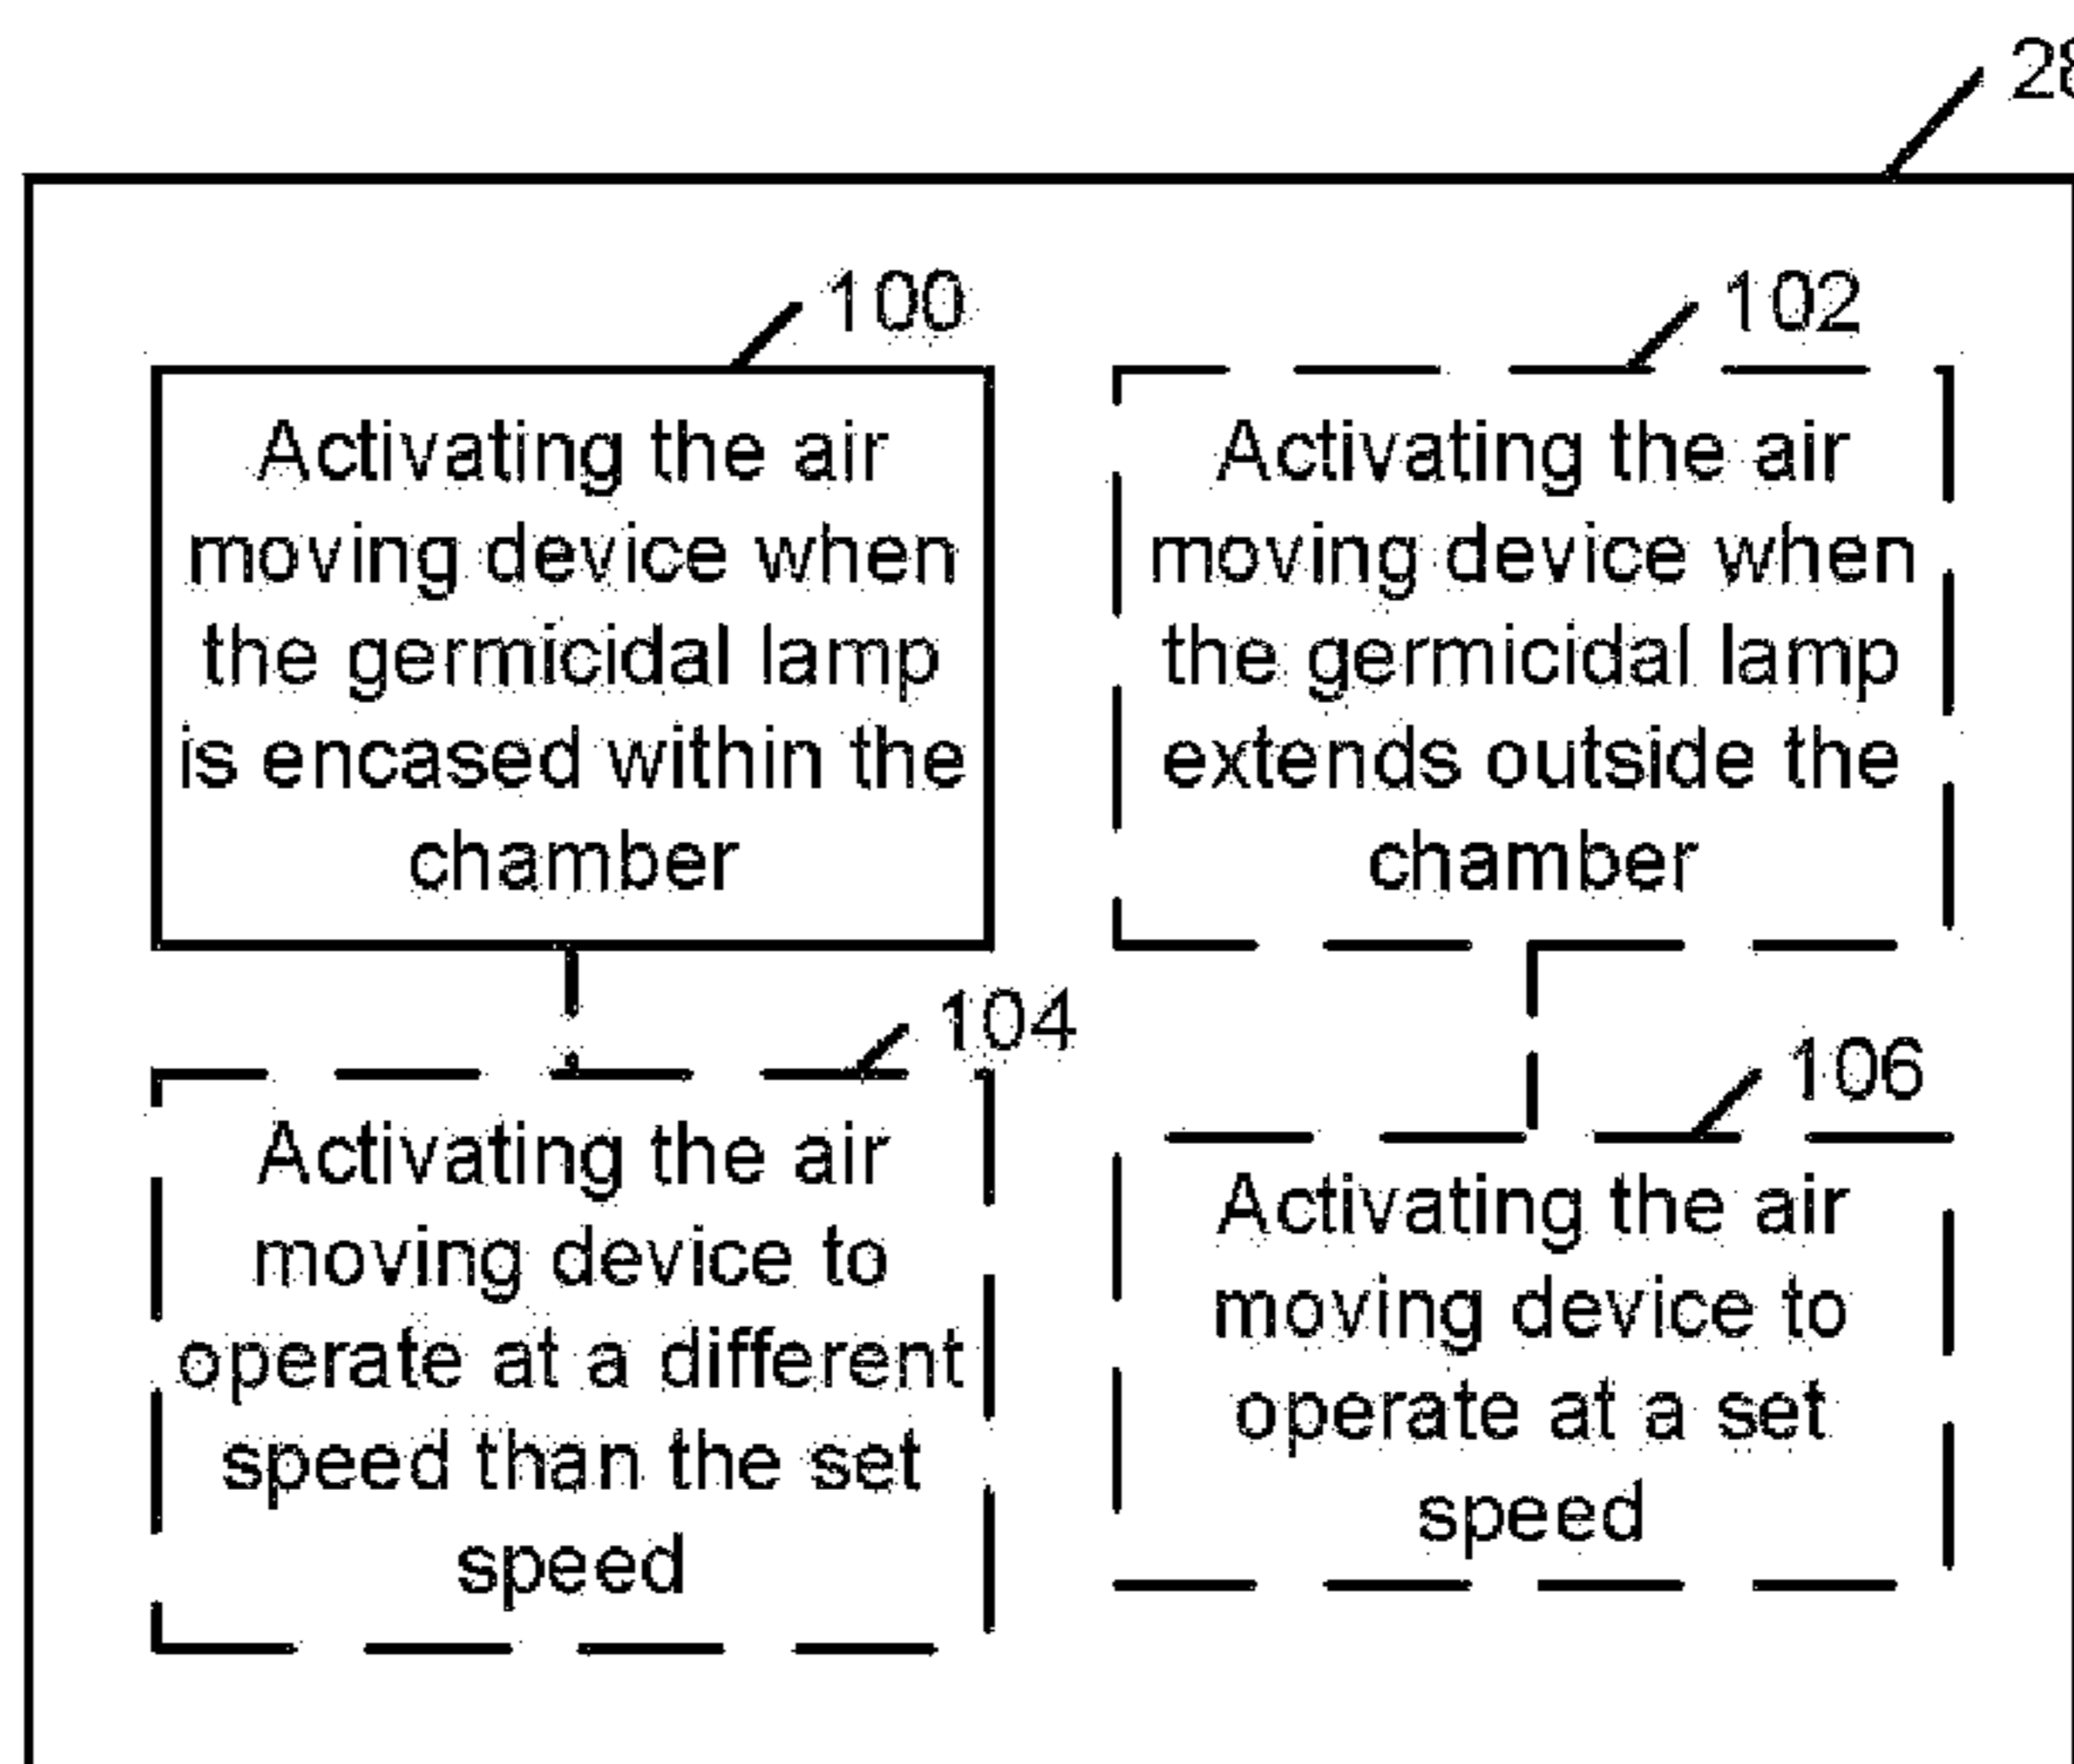 28
100
Activating the air
moving device when
the germicidal lamp
is encased within the
chamber
102
Activating the air
moving device when
the germicidal lamp
extends outside the
chamber
104
Activating the air
moving device to
operate at a different
speed than the set
speed
106
Activating the air
moving device to
operate at a set
speed